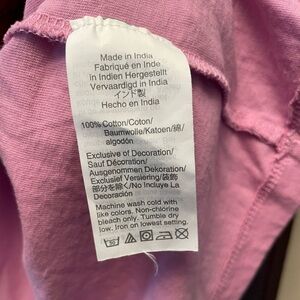 Made in India
Fabriqué en Inde
in Indien Hergestellt
Vervaardigd in India
インド製
Hecho en India
100% Cotton/Coton/
Baumwolle/Katoen/綿/
algodón
Exclusive of Decoration/
Sauf Décoration/
Ausgenommen Dekoration/
Exclusief Versiering/装飾
部分を除く/No Incluye La
Decoración
Machine wash cold with
like colors. Non-chlorine
bleach only. Tumble dry
low. Iron on lowest setting.